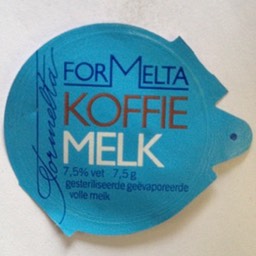 Formelta
FORMELTA
KOFFIE
MELK
7,5% vet 7,5 g
gesteriliseerde geëvaporeerde
volle melk